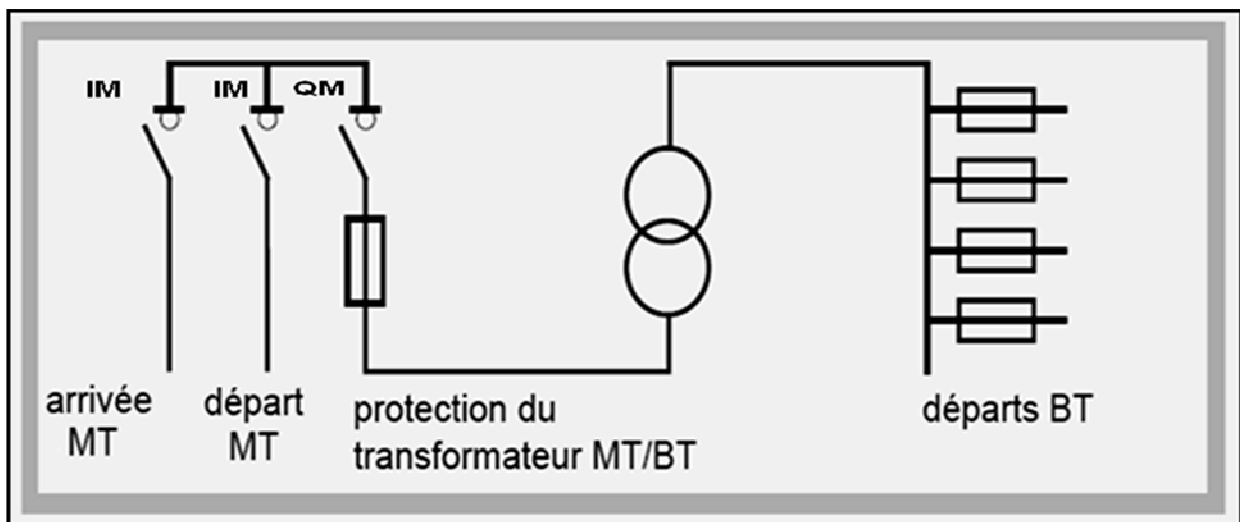 IM IM QM
arrivée
MT
départ
MT
protection du
transformateur MT/BT
départs BT